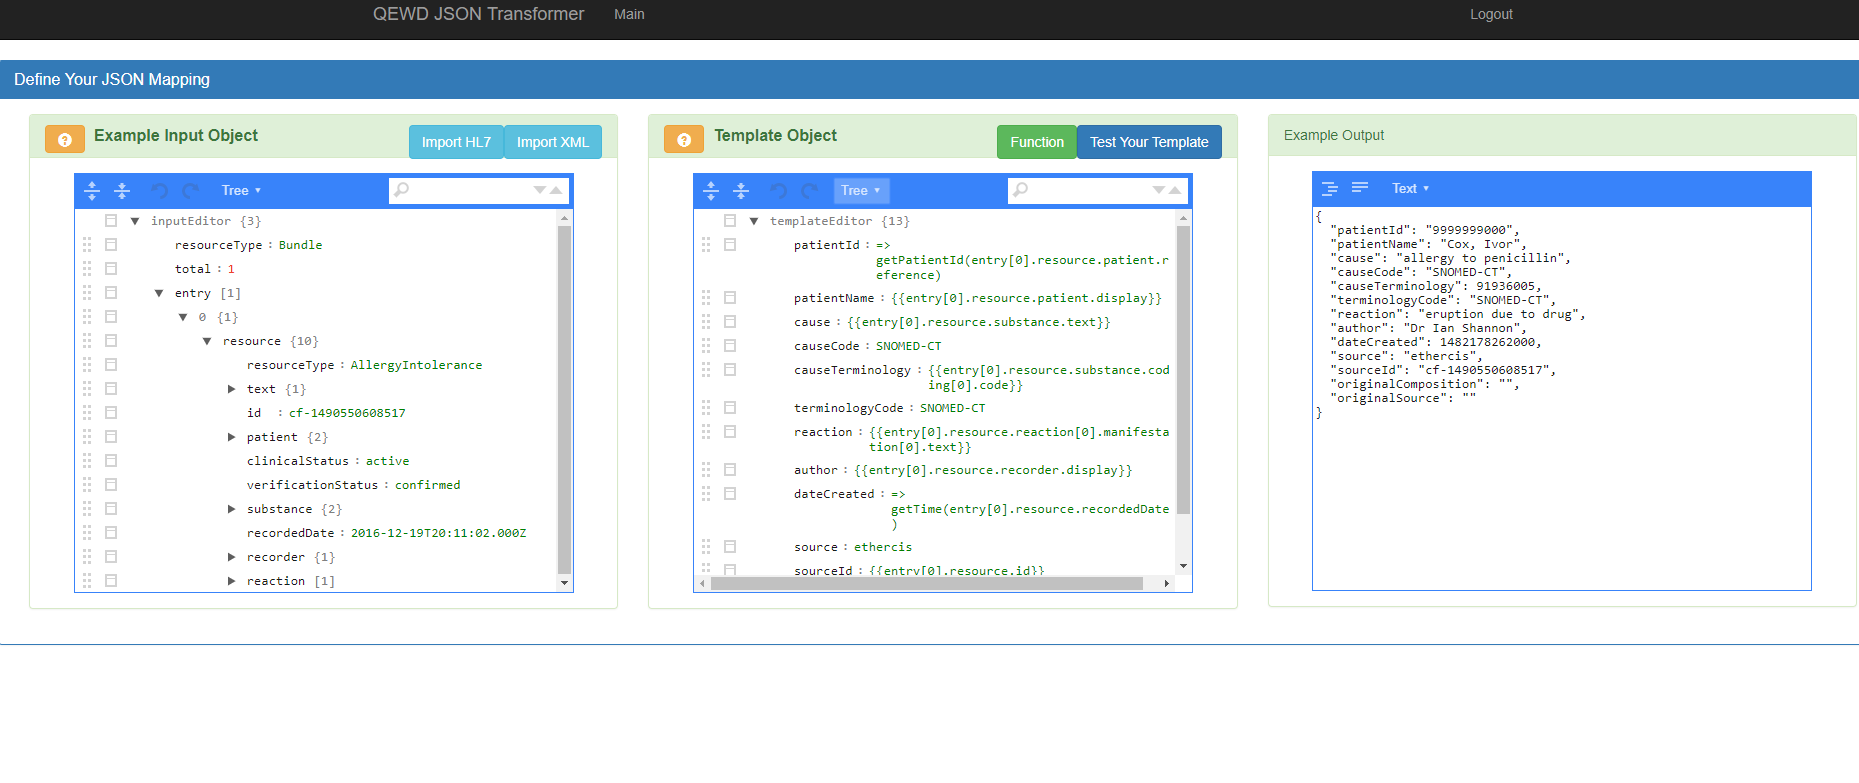 QEWD JSON Transformer
Main
Logout
Define Your JSON Mapping
Example Input Object
Import HL7
Import XML
Tree
inputEditor {3}
resourceType : Bundle
total : 1
entry [1]
0 {1}
resource {10}
resourceType : AllergyIntolerance
text {1}
id : cf-1490550608517
patient {2}
clinicalStatus : active
verificationStatus : confirmed
substance {2}
recordedDate : 2016-12-19T20:11:02.000Z
recorder {1}
reaction [1]
Template Object
Function
Test Your Template
Tree
templateEditor {13}
patientId : =>
getPatientId(entry[0].resource.patient.r
eference)
patientName : {{entry[0].resource.patient.display}}
cause : {{entry[0].resource.substance.text}}
causeCode : SNOMED-CT
causeTerminology : {{entry[0].resource.substance.cod
ing[0].code}}
terminologyCode : SNOMED-CT
reaction : {{entry[0].resource.reaction[0].manifesta
tion[0].text}}
author : {{entry[0].resource.recorder.display}}
dateCreated : =>
getTime(entry[0].resource.recordedDate
)
source : ethercis
sourceId : {{entry[0].resource.id}}
Example Output
Text
{
"patientId": "9999999000",
"patientName": "Cox, Ivor",
"cause": "allergy to penicillin",
"causeCode": "SNOMED-CT",
"causeTerminology": 91936005,
"terminologyCode": "SNOMED-CT",
"reaction": "eruption due to drug",
"author": "Dr Ian Shannon",
"dateCreated": 1482178262000,
"source": "ethercis",
"sourceId": "cf-1490550608517",
"originalComposition": "",
"originalSource": ""
}